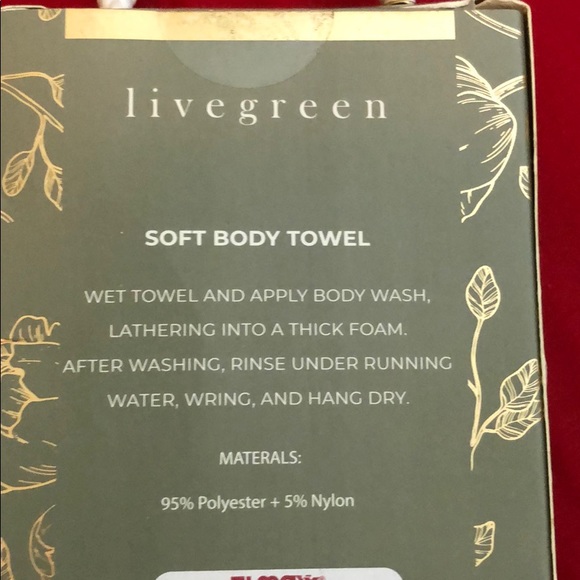 livegreen
SOFT BODY TOWEL
WET TOWEL AND APPLY BODY WASH,
LATHERING INTO A THICK FOAM.
AFTER WASHING, RINSE UNDER RUNNING
WATER, WRING, AND HANG DRY.
MATERALS:
95% Polyester + 5% Nylon